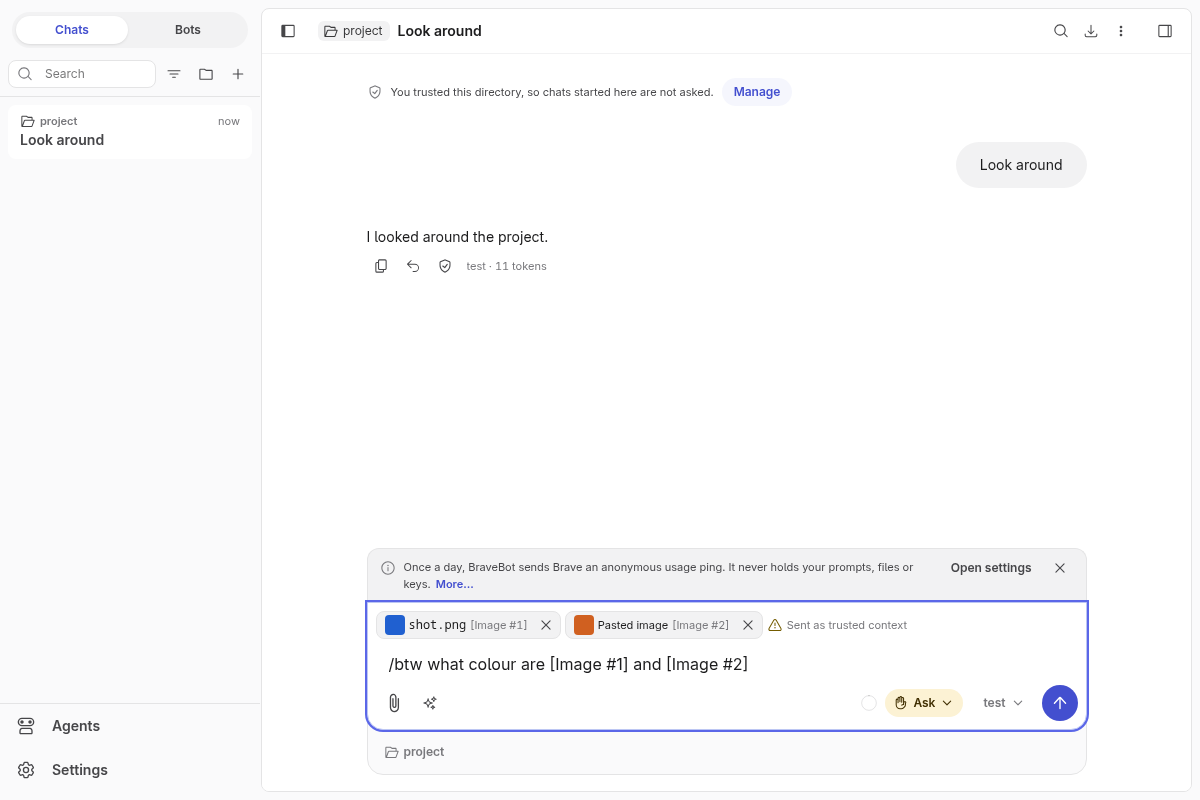 Chats
Bots
Search
project
now
Look around
Agents
Settings
project
Look around
You trusted this directory, so chats started here are not asked.
Manage
Look around
I looked around the project.
test · 11 tokens
Once a day, BraveBot sends Brave an anonymous usage ping. It never holds your prompts, files or
keys. More...
Open settings
shot.png [Image #1]
Pasted image [Image #2]
Sent as trusted context
/btw what colour are [Image #1] and [Image #2]
Ask
test
project